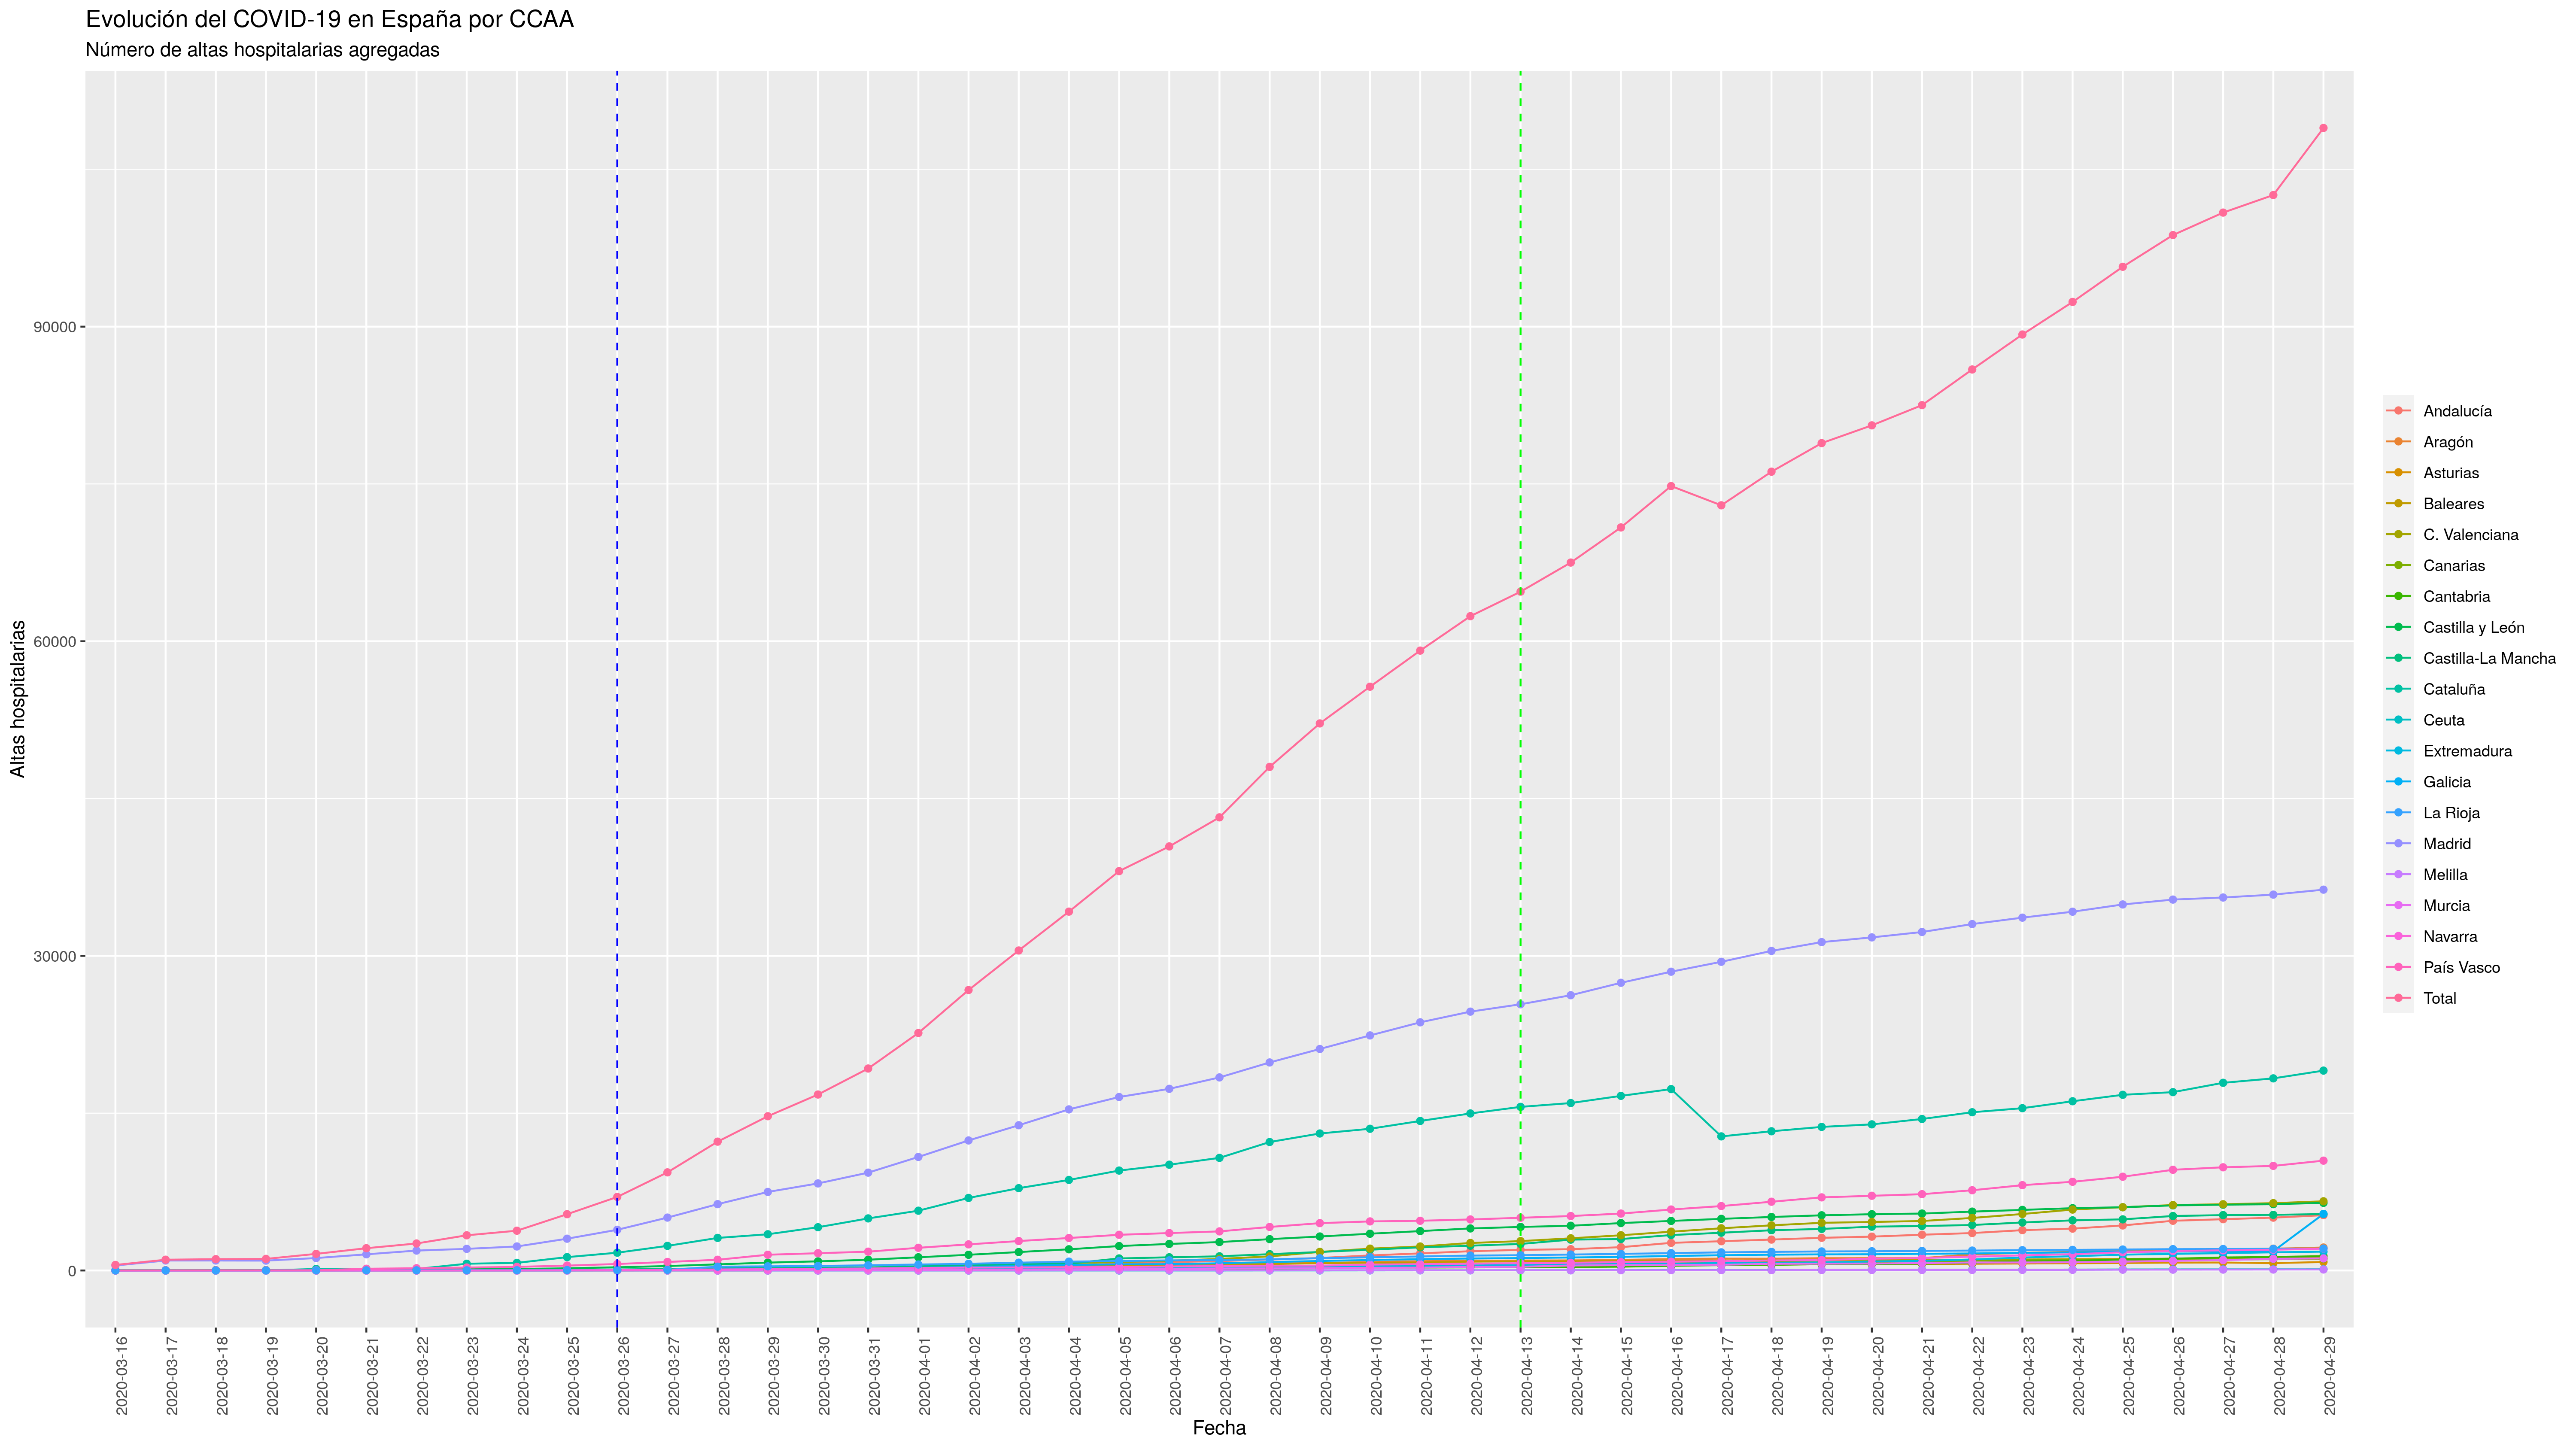 Evolución del COVID-19 en España por CCAA
Número de altas hospitalarias agregadas
Altas hospitalarias
90000
60000
30000
0
2020-03-16
2020-03-17
2020-03-18
2020-03-19
2020-03-20
2020-03-21
2020-03-22
2020-03-23
2020-03-24
2020-03-25
2020-03-26
2020-03-27
2020-03-28
2020-03-29
2020-03-30
2020-03-31
2020-04-01
2020-04-02
2020-04-03
2020-04-04
2020-04-05
2020-04-06
2020-04-07
2020-04-08
2020-04-09
2020-04-10
2020-04-11
2020-04-12
2020-04-13
2020-04-14
2020-04-15
2020-04-16
2020-04-17
2020-04-18
2020-04-19
2020-04-20
2020-04-21
2020-04-22
2020-04-23
2020-04-24
2020-04-25
2020-04-26
2020-04-27
2020-04-28
2020-04-29
Fecha
Andalucía
Aragón
Asturias
Baleares
C. Valenciana
Canarias
Cantabria
Castilla y León
Castilla-La Mancha
Cataluña
Ceuta
Extremadura
Galicia
La Rioja
Madrid
Melilla
Murcia
Navarra
País Vasco
Total